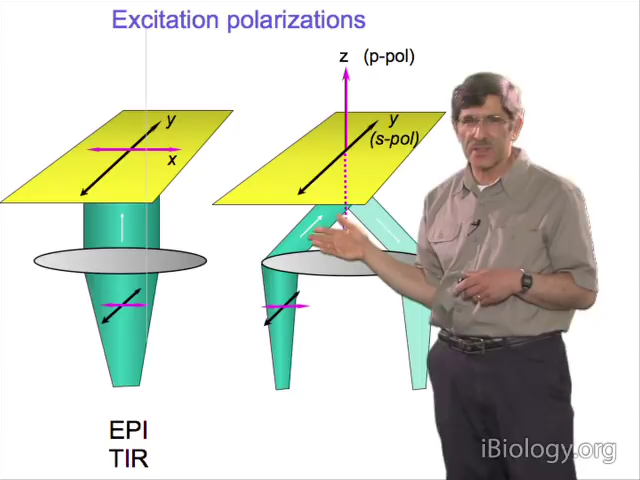 Excitation polarizations
z (p-pol)
y
x
y
(s-pol)
EPI
TIR
iBiology.org